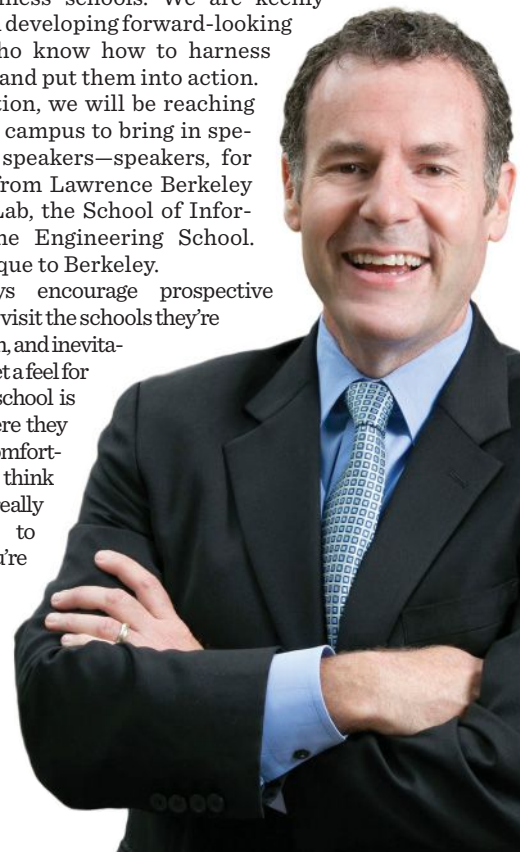 schools. We are keenly
developing forward-looking
who know how to harness
and put them into action.
tion, we will be reaching
campus to bring in spe-
speakers—speakers, for
from Lawrence Berkeley
Lab, the School of Infor-
he Engineering School.
que to Berkeley.
ys encourage prospective
visit the schools they're
n, and inevita-
et a feel for
school is
ere they
omfort-
think
really
to
u're